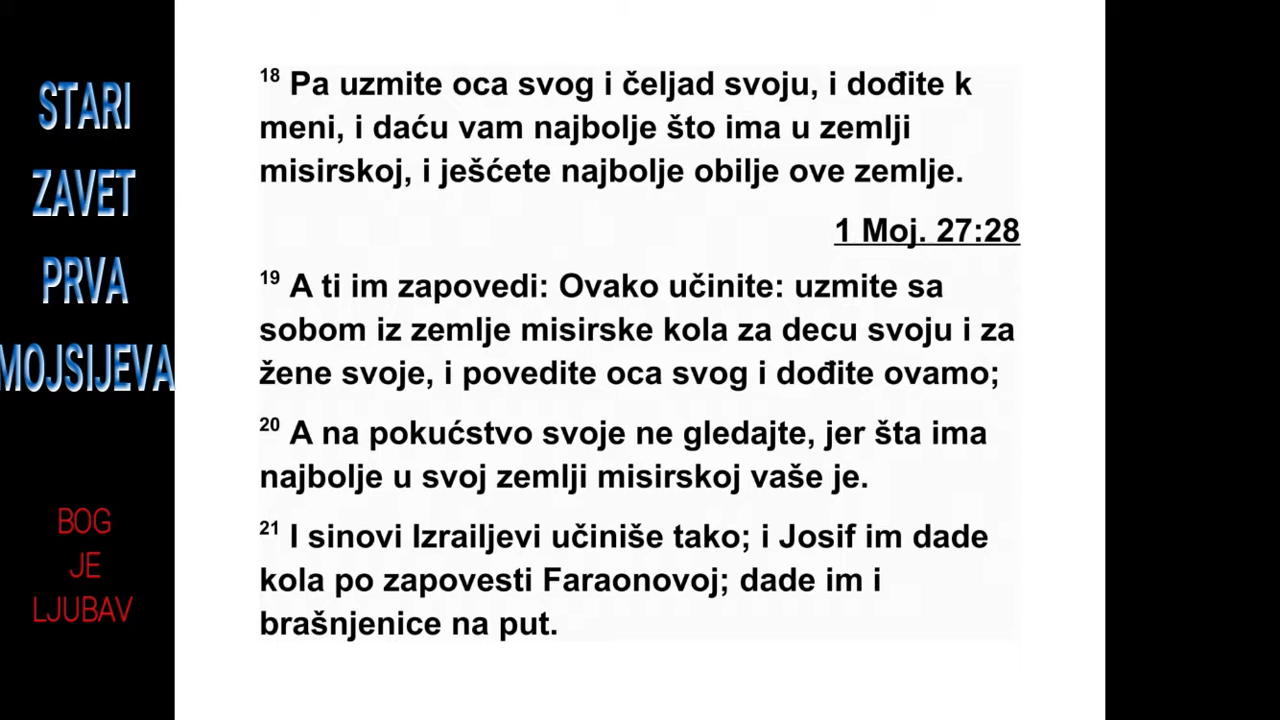 STARI
ZAVET
PRVA
MOJSIJEVA
BOG
JE
LJUBAV
18 Pa uzmite oca svog i čeljad svoju, i dođite k
meni, i daću vam najbolje što ima u zemlji
misirskoj, i ješćete najbolje obilje ove zemlje.
1 Moj. 27:28
19 A ti im zapovedi: Ovako učinite: uzmite sa
sobom iz zemlje misirske kola za decu svoju i za
žene svoje, i povedite oca svog i dođite ovamo;
20 A na pokućstvo svoje ne gledajte, jer šta ima
najbolje u svoj zemlji misirskoj vaše je.
21 I sinovi Izrailjevi učiniše tako; i Josif im dade
kola po zapovesti Faraonovoj; dade im i
brašnjenice na put.